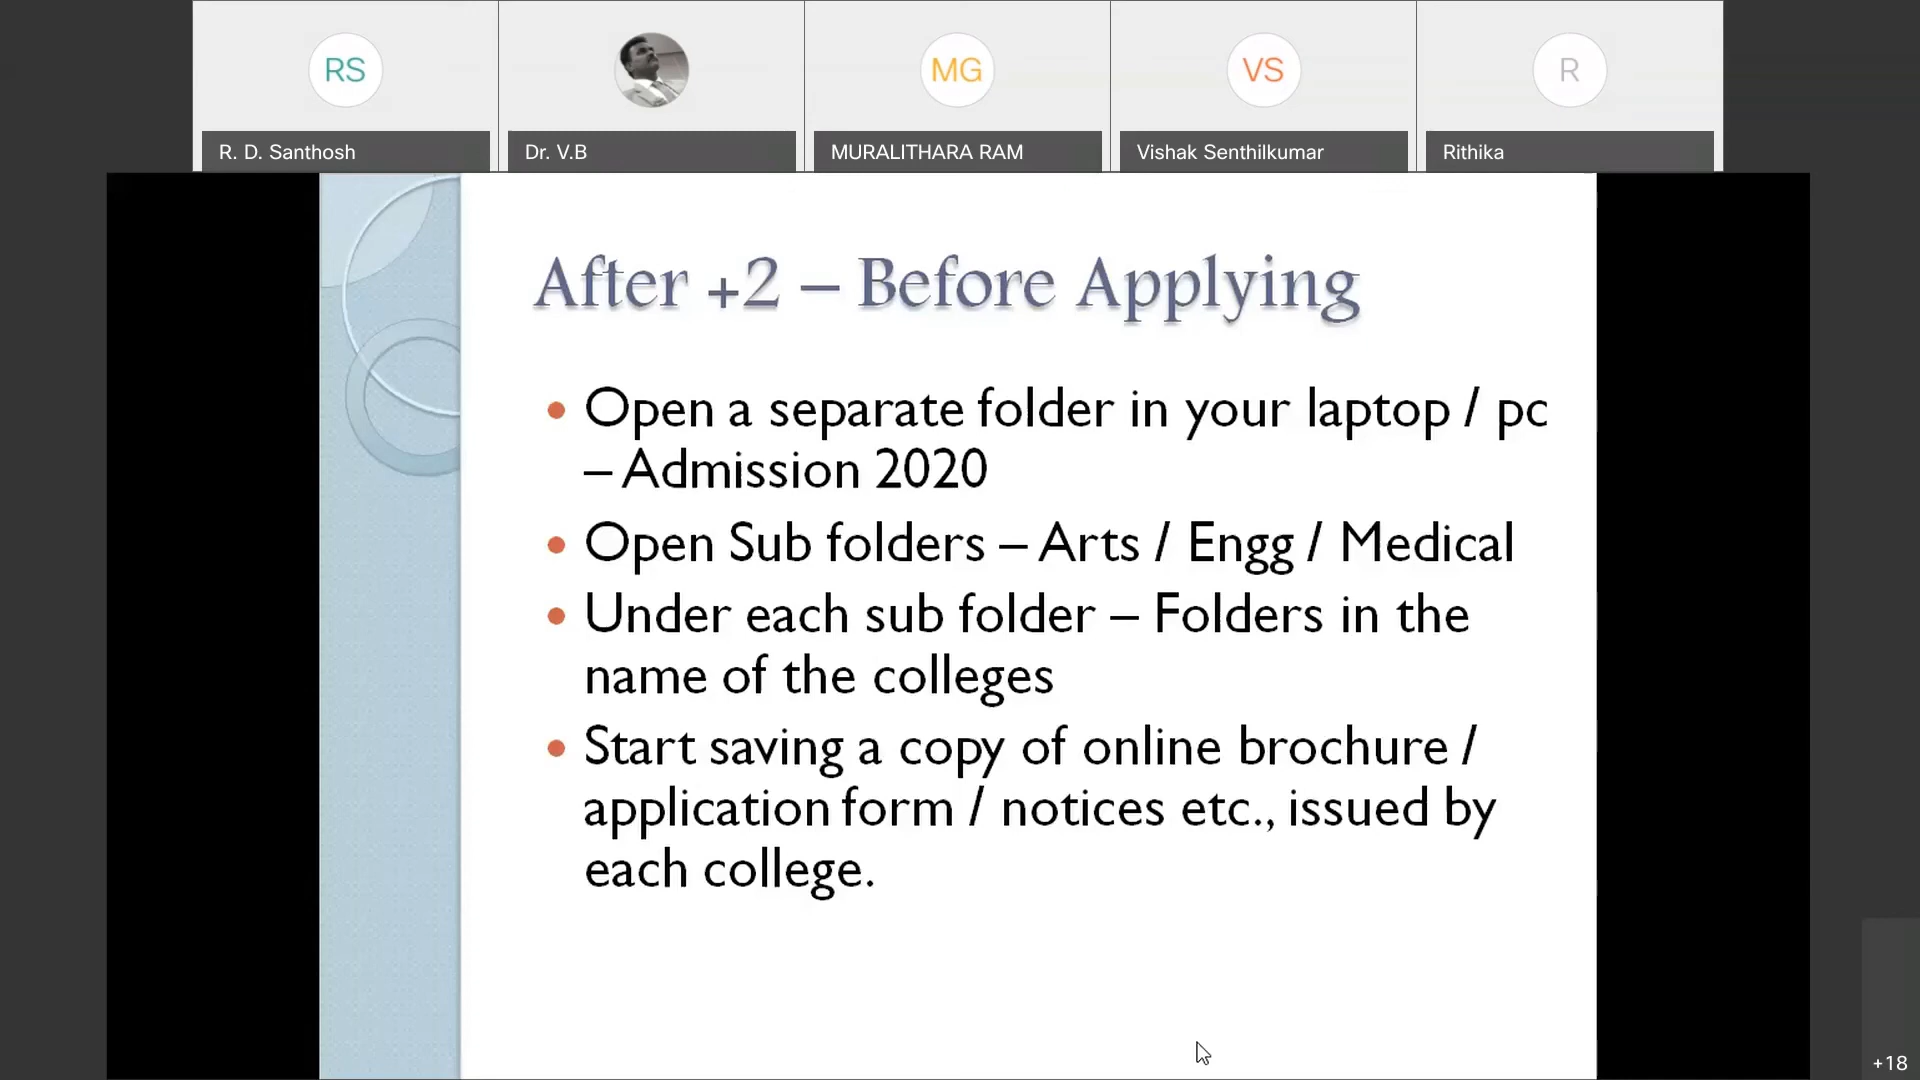 RS
MG
VS
R
R. D. Santhosh
Dr. V.B
MURALITHARA RAM
Vishak Senthilkumar
Rithika
After +2 – Before Applying
• Open a separate folder in your laptop / pc
– Admission 2020
• Open Sub folders – Arts / Engg / Medical
• Under each sub folder – Folders in the
name of the colleges
• Start saving a copy of online brochure /
application form / notices etc., issued by
each college.
+18